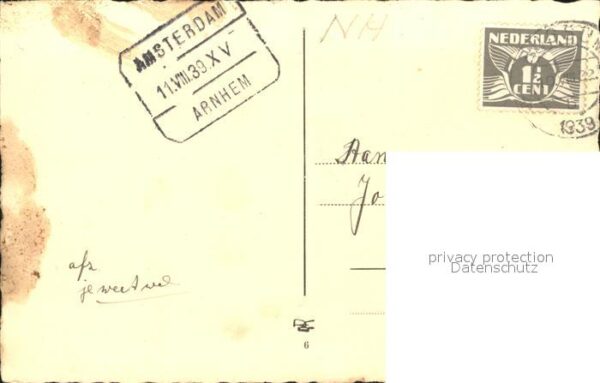 AMSTERDAM
11.VIII.39 XV
ARNHEM
NH
NEDERLAND
1½
CENT
1939
Aan
Jo
privacy protection
Datenschutz
afz
je weet wel
6